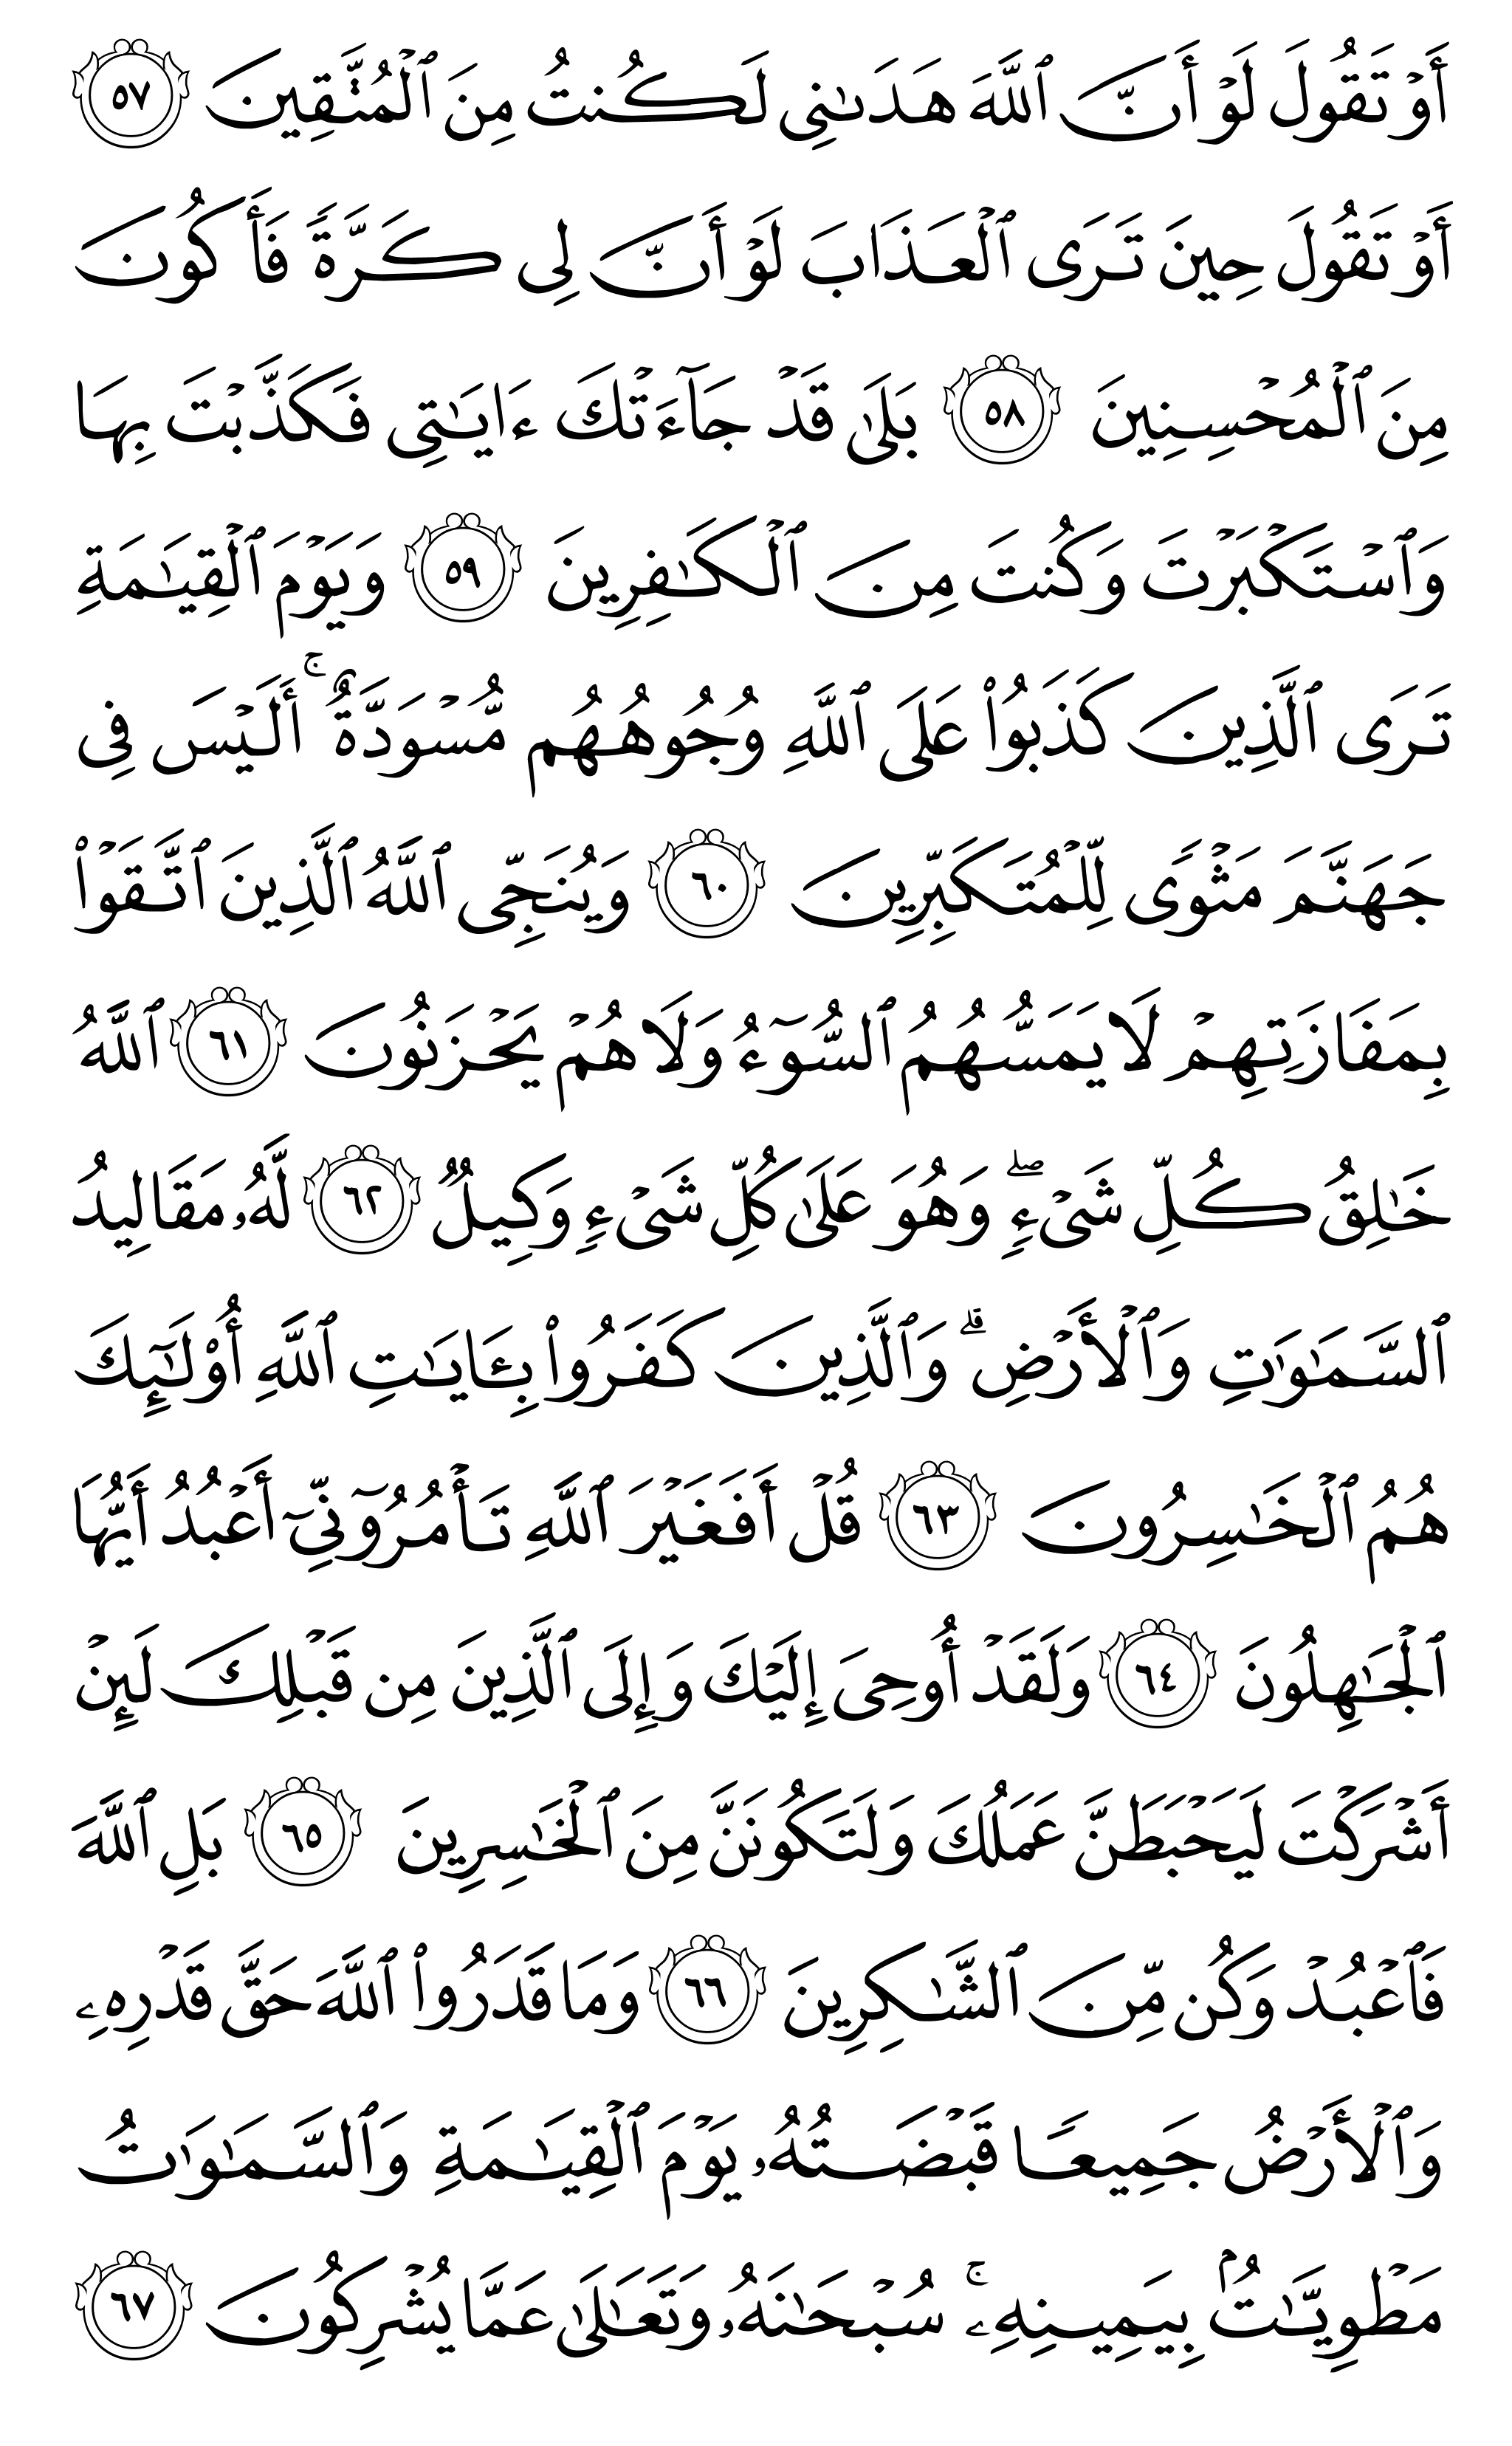 أَوْ تَقُولَ لَوْ أَنَّ ٱللَّهَ هَدَىٰنِى لَكُنتُ مِنَ ٱلْمُتَّقِينَ ٥٧
أَوْ تَقُولَ حِينَ تَرَى ٱلْعَذَابَ لَوْ أَنَّ لِى كَرَّةً فَأَكُونَ
مِنَ ٱلْمُحْسِنِينَ ٥٨ بَلَىٰ قَدْ جَآءَتْكَ ءَايَـٰتِى فَكَذَّبْتَ بِهَا
وَٱسْتَكْبَرْتَ وَكُنتَ مِنَ ٱلْكَـٰفِرِينَ ٥٩ وَيَوْمَ ٱلْقِيَـٰمَةِ
تَرَى ٱلَّذِينَ كَذَبُوا۟ عَلَى ٱللَّهِ وُجُوهُهُم مُّسْوَدَّةٌ ۚ أَلَيْسَ فِى
جَهَنَّمَ مَثْوًى لِّلْمُتَكَبِّرِينَ ٦٠ وَيُنَجِّى ٱللَّهُ ٱلَّذِينَ ٱتَّقَوْا۟
بِمَفَازَتِهِمْ لَا يَمَسُّهُمُ ٱلسُّوٓءُ وَلَا هُمْ يَحْزَنُونَ ٦١ ٱللَّهُ
خَـٰلِقُ كُلِّ شَىْءٍ ۖ وَهُوَ عَلَىٰ كُلِّ شَىْءٍ وَكِيلٌ ٦٢ لَّهُۥ مَقَالِيدُ
ٱلسَّمَـٰوَٰتِ وَٱلْأَرْضِ ۗ وَٱلَّذِينَ كَفَرُوا۟ بِـَٔايَـٰتِ ٱللَّهِ أُو۟لَـٰٓئِكَ
هُمُ ٱلْخَـٰسِرُونَ ٦٣ قُلْ أَفَغَيْرَ ٱللَّهِ تَأْمُرُوٓنِّىٓ أَعْبُدُ أَيُّهَا
ٱلْجَـٰهِلُونَ ٦٤ وَلَقَدْ أُوحِىَ إِلَيْكَ وَإِلَى ٱلَّذِينَ مِن قَبْلِكَ لَئِنْ
أَشْرَكْتَ لَيَحْبَطَنَّ عَمَلُكَ وَلَتَكُونَنَّ مِنَ ٱلْخَـٰسِرِينَ ٦٥ بَلِ ٱللَّهَ
فَٱعْبُدْ وَكُن مِّنَ ٱلشَّـٰكِرِينَ ٦٦ وَمَا قَدَرُوا۟ ٱللَّهَ حَقَّ قَدْرِهِۦ
وَٱلْأَرْضُ جَمِيعًا قَبْضَتُهُۥ يَوْمَ ٱلْقِيَـٰمَةِ وَٱلسَّمَـٰوَٰتُ
مَطْوِيَّـٰتٌۢ بِيَمِينِهِۦ ۚ سُبْحَـٰنَهُۥ وَتَعَـٰلَىٰ عَمَّا يُشْرِكُونَ ٦٧